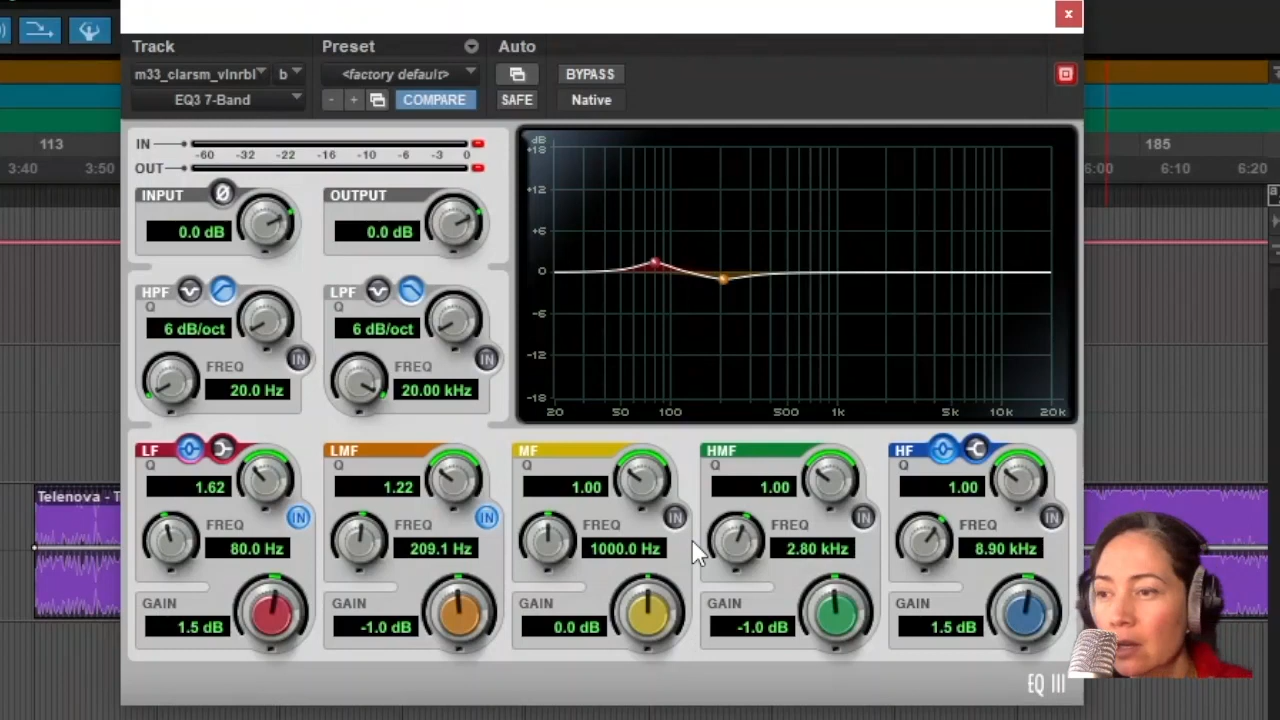 x
Track Preset Auto
m33_clarsm_vlnrbl b <factory default> BYPASS
EQ3 7-Band - + COMPARE SAFE Native
113 185
3:40 3:50 6:00 6:10 6:20
IN
-60 -32 -22 -16 -10 -6 -3 0
OUT
INPUT Ø OUTPUT
0.0 dB 0.0 dB
HPF LPF
Q Q
6 dB/oct 6 dB/oct
IN IN
FREQ FREQ
20.0 Hz 20.00 kHz
dB
+18
+12
+6
0
-6
-12
-18
20 50 100 500 1k 5k 10k 20k
LF LMF MF HMF HF
Q Q Q Q Q
1.62 1.22 1.00 1.00 1.00
IN IN IN IN IN
FREQ FREQ FREQ FREQ FREQ
80.0 Hz 209.1 Hz 1000.0 Hz 2.80 kHz 8.90 kHz
GAIN GAIN GAIN GAIN GAIN
1.5 dB -1.0 dB 0.0 dB -1.0 dB 1.5 dB
EQ III
Telenova - T